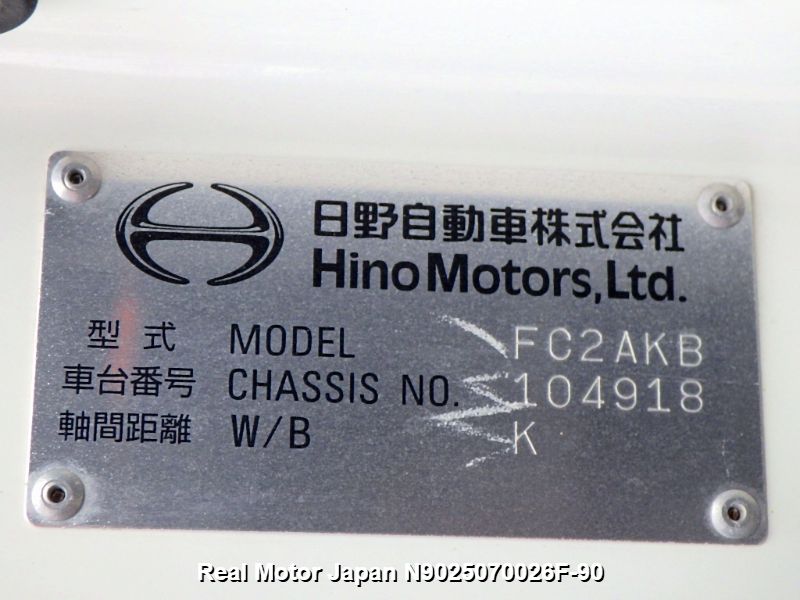 日野自動車株式会社
Hino Motors, Ltd.
型式 MODEL FC2AKB
車台番号 CHASSIS NO. 104918
軸間距離 W/B K
Real Motor Japan N9025070026F-90